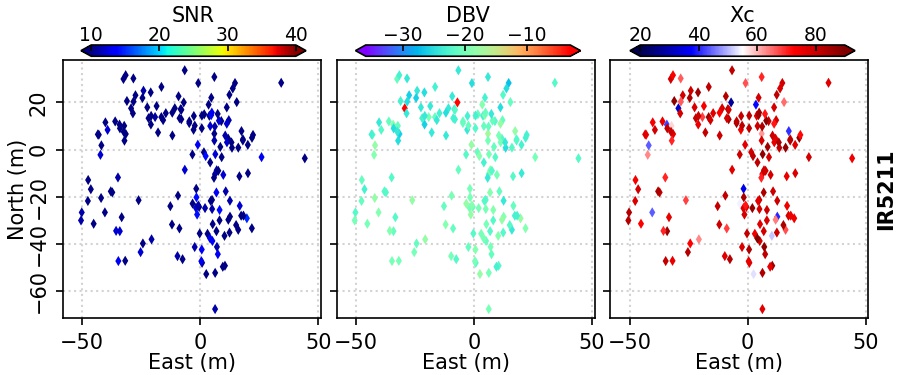 SNR DBV Xc
10 20 30 40 −30 −20 −10 20 40 60 80
20
0
−20
−40
−60
North (m)
−50 0 50 −50 0 50 −50 0 50
East (m) East (m) East (m)
IR5211